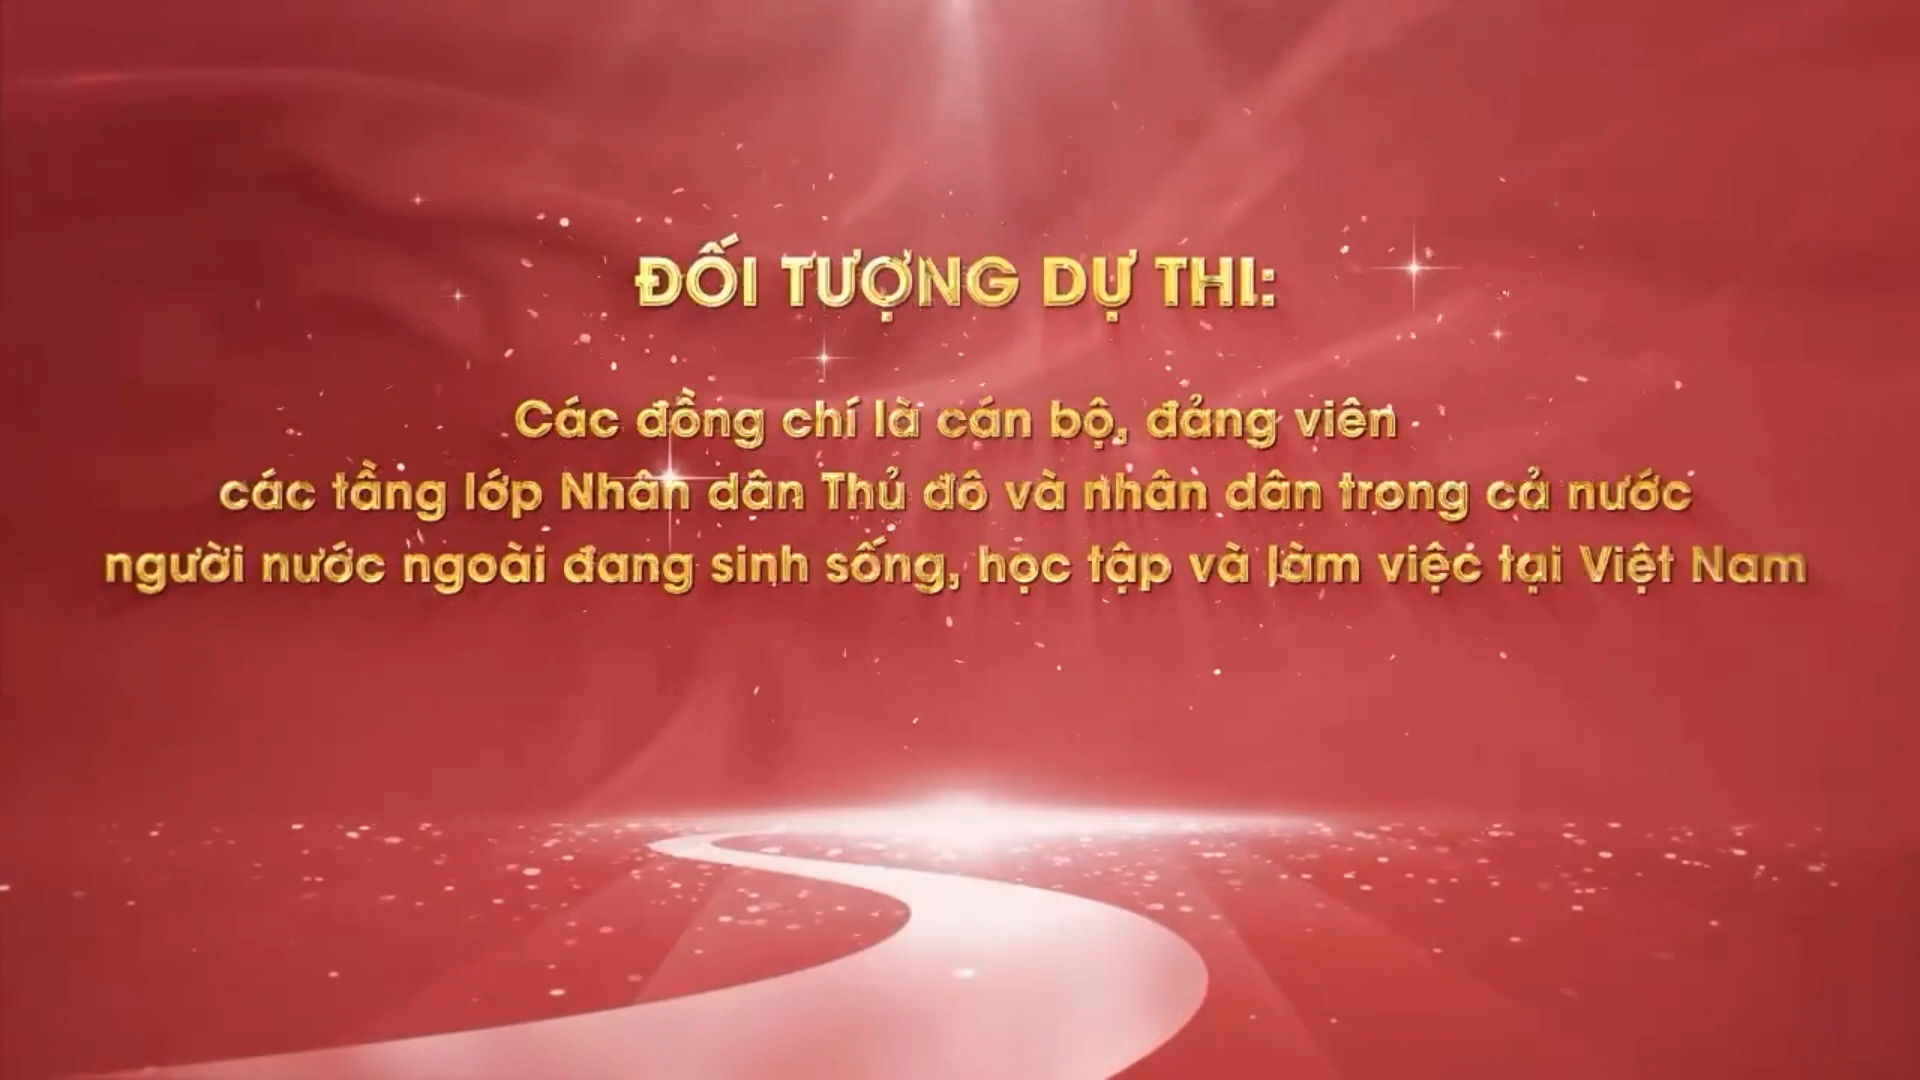 ĐỐI TƯỢNG DỰ THI:
Các đồng chí là cán bộ, đảng viên
các tầng lớp Nhân dân Thủ đô và nhân dân trong cả nước
người nước ngoài đang sinh sống, học tập và làm việc tại Việt Nam